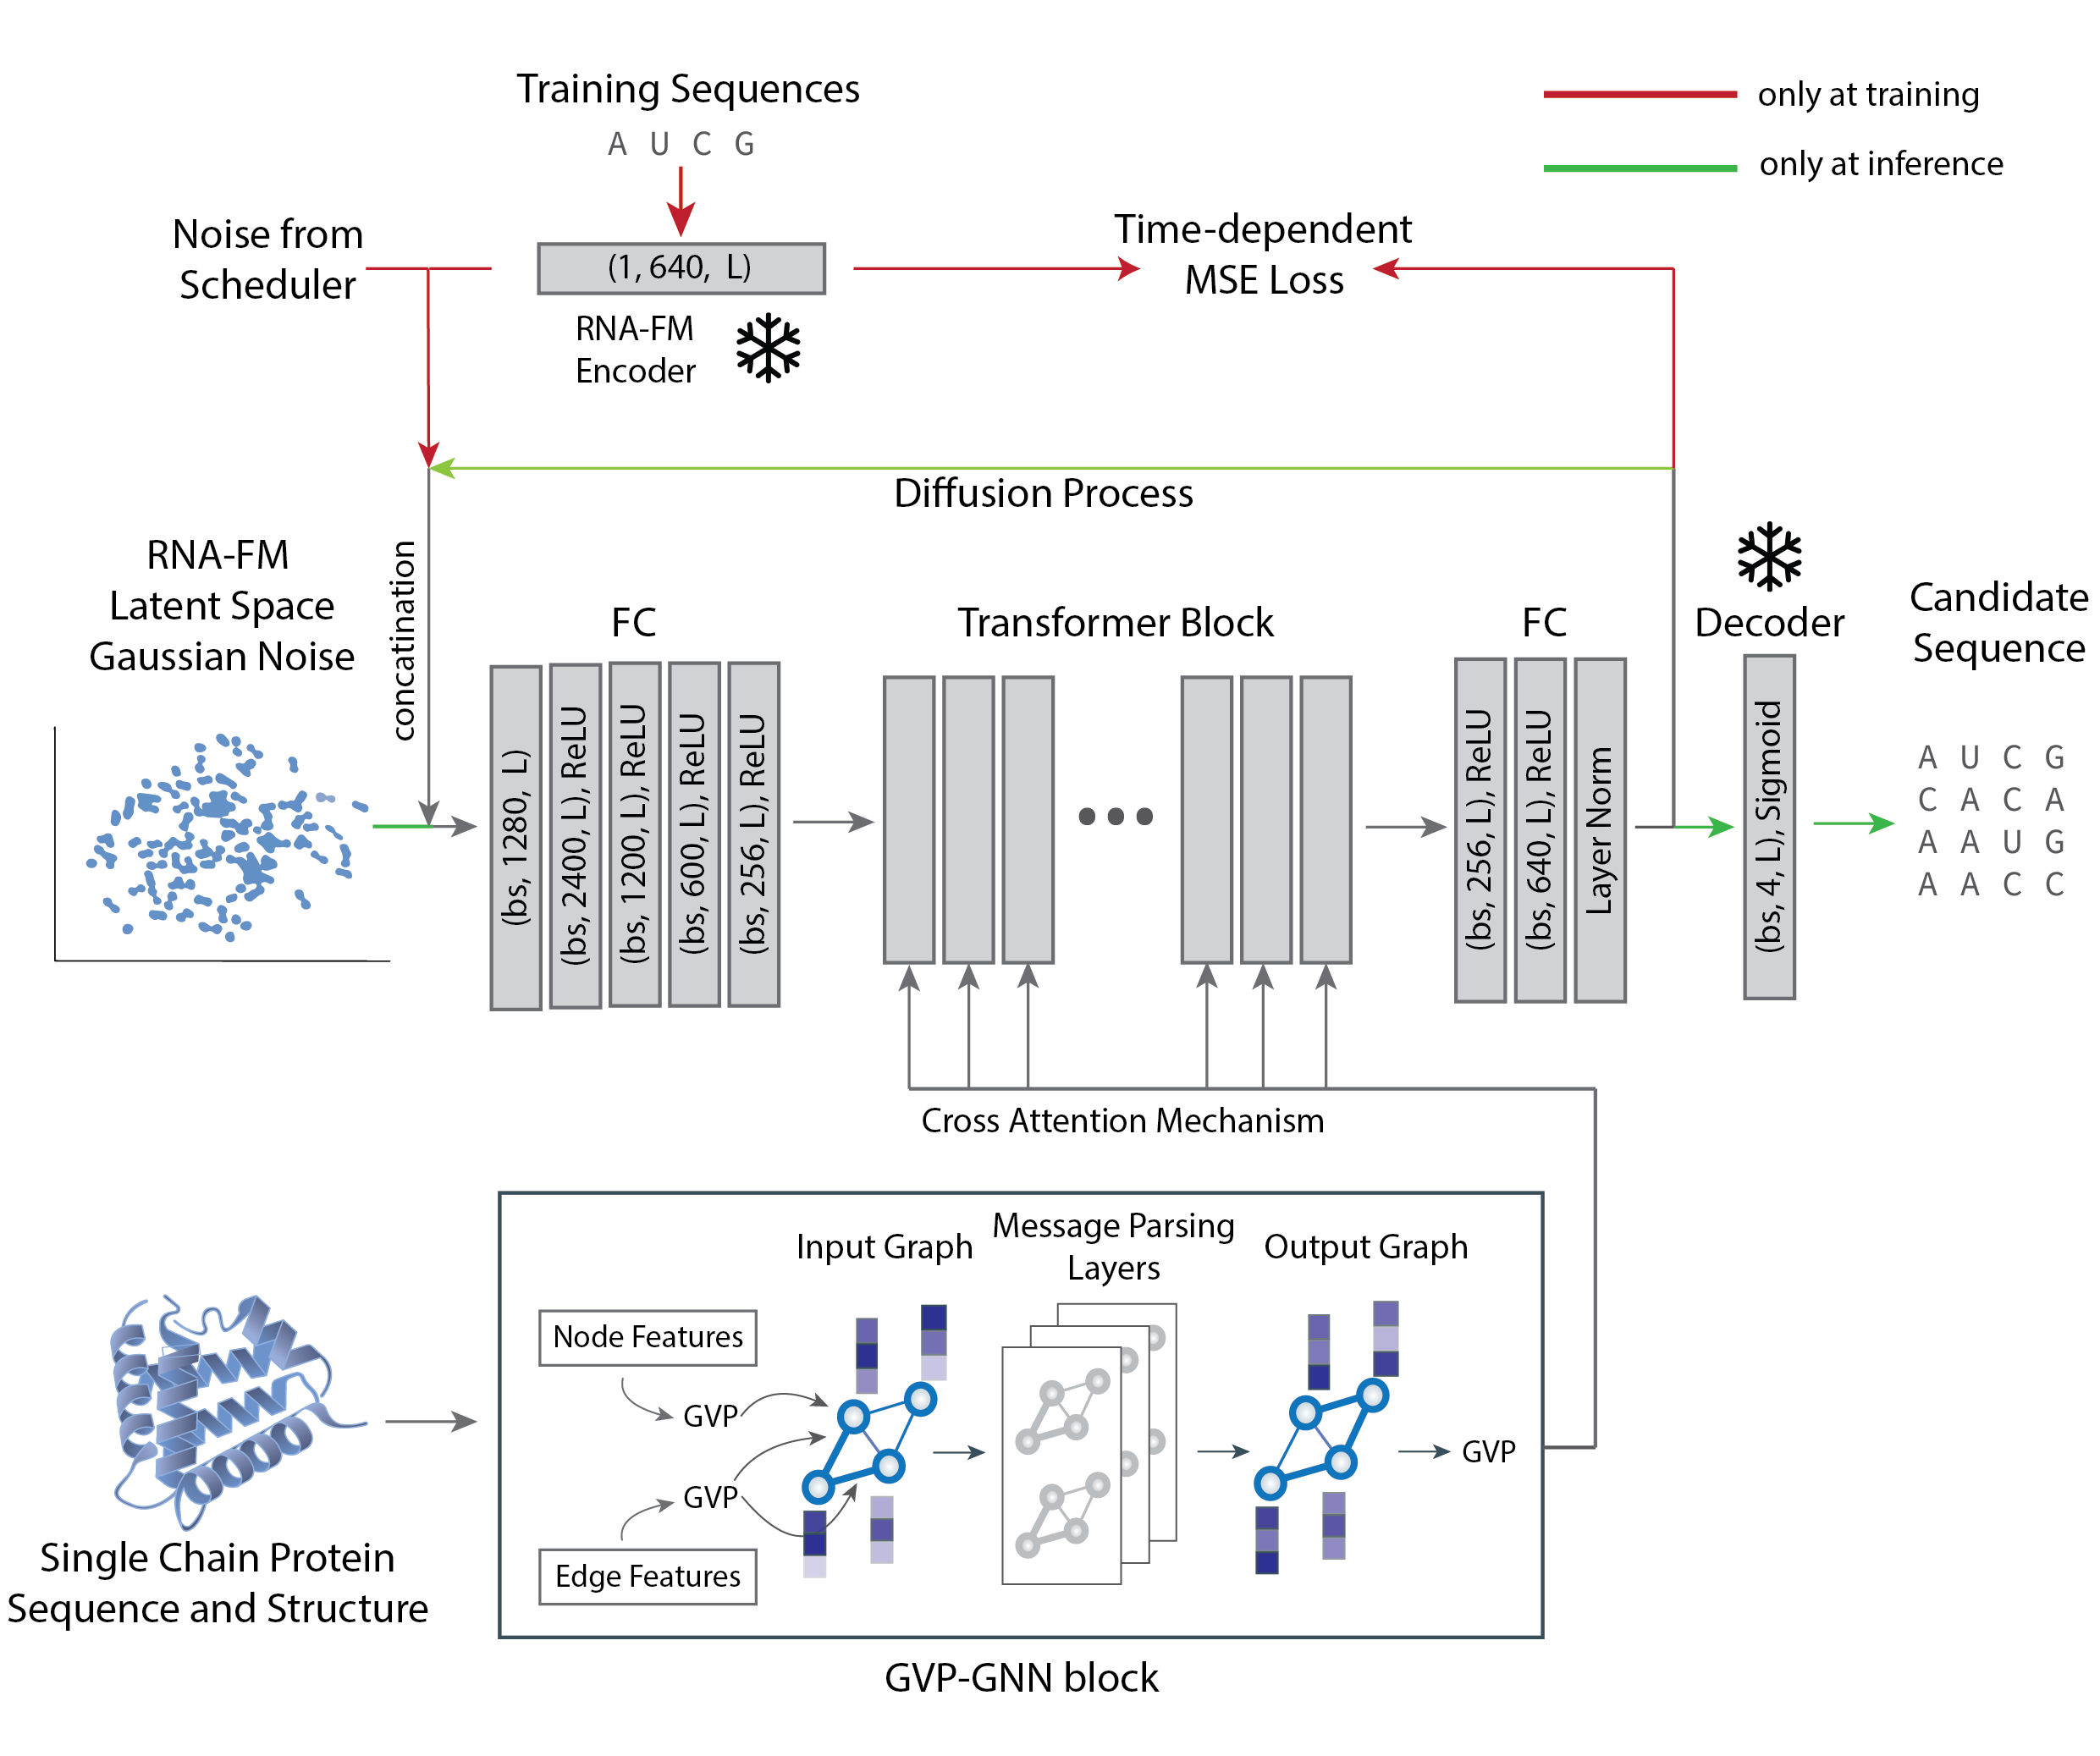 Training Sequences
A U C G
only at training
only at inference
Noise from
Scheduler
(1, 640, L)
RNA-FM
Encoder
Time-dependent
MSE Loss
Diffusion Process
RNA-FM
Latent Space
Gaussian Noise
concatination
FC
(bs, 1280, L)
(bs, 2400, L), ReLU
(bs, 1200, L), ReLU
(bs, 600, L), ReLU
(bs, 256, L), ReLU
Transformer Block
FC
(bs, 256, L), ReLU
(bs, 640, L), ReLU
Layer Norm
Decoder
(bs, 4, L), Sigmoid
Candidate
Sequence
A U C G
C A C A
A A U G
A A C C
Cross Attention Mechanism
Single Chain Protein
Sequence and Structure
Node Features
GVP
GVP
Edge Features
Input Graph
Message Parsing
Layers
Output Graph
GVP
GVP-GNN block